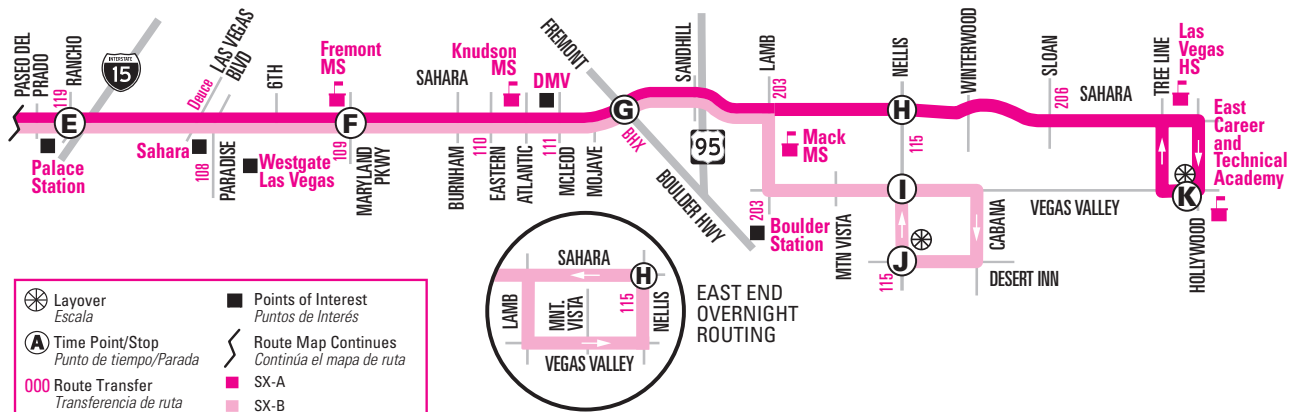 PASEO DEL
PRADO
RANCHO
119
INTERSTATE
15
E
Palace
Station
Deuce
LAS VEGAS
BLVD
Sahara
108
PARADISE
6TH
Westgate
Las Vegas
Fremont
MS
F
109
MARYLAND
PKWY
SAHARA
BURNHAM
110
EASTERN
Knudson
MS
ATLANTIC
DMV
111
MCLEOD
MOJAVE
FREMONT
G
BHX
BOULDER HWY
SANDHILL
95
LAMB
203
Mack
MS
203
Boulder
Station
MTN VISTA
NELLIS
H
115
I
J
115
WINTERWOOD
CABANA
DESERT INN
SLOAN
206
SAHARA
VEGAS VALLEY
TREE LINE
Las
Vegas
HS
East
Career
and
Technical
Academy
K
HOLLYWOOD
SAHARA
H
LAMB
MNT.
VISTA
115
NELLIS
VEGAS VALLEY
EAST END
OVERNIGHT
ROUTING
Layover
Escala
A
Time Point/Stop
Punto de tiempo/Parada
000 Route Transfer
Transferencia de ruta
Points of Interest
Puntos de Interés
Route Map Continues
Continúa el mapa de ruta
SX-A
SX-B